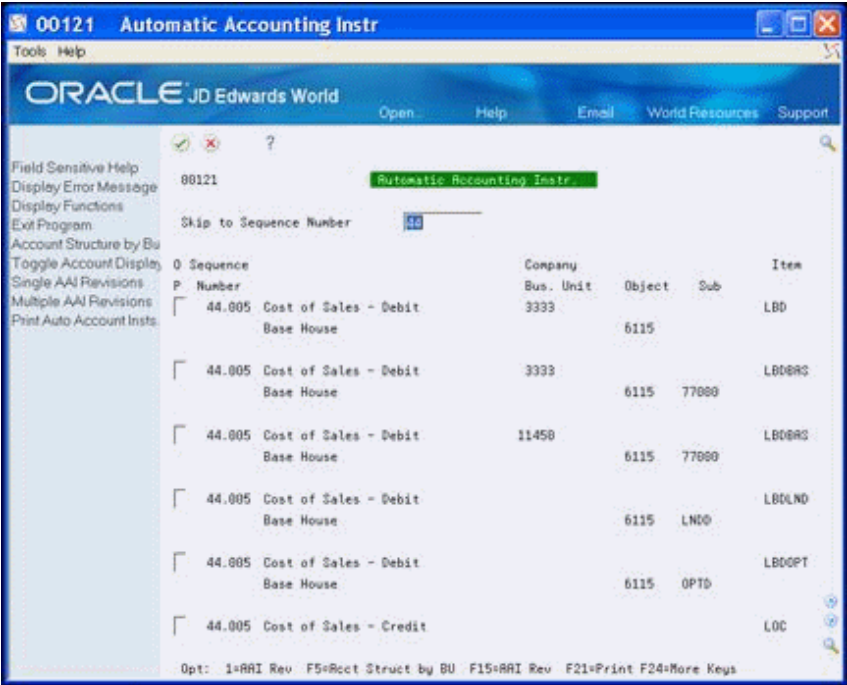 00121 Automatic Accounting Instr
Tools Help
ORACLE JD Edwards World
Open.. Help Email World Resources Support
Field Sensitive Help
Display Error Message
Display Functions
Exit Program
Account Structure by Bu
Toggle Account Display
Single AAI Revisions
Multiple AAI Revisions
Print Auto Account Insts
?
00121 Automatic Accounting Instr.
Skip to Sequence Number 44
O Sequence Company Item
P Number Bus. Unit Object Sub
44.005 Cost of Sales - Debit 3333 LBD
Base House 6115
44.005 Cost of Sales - Debit 3333 LBDBAS
Base House 6115 77000
44.005 Cost of Sales - Debit 11450 LBDBAS
Base House 6115 77000
44.005 Cost of Sales - Debit LBDLND
Base House 6115 LNDD
44.005 Cost of Sales - Debit LBDOPT
Base House 6115 OPTD
44.005 Cost of Sales - Credit LOC
Opt: 1=AAI Rev F5=Acct Struct by BU F15=AAI Rev F21=Print F24=More Keys